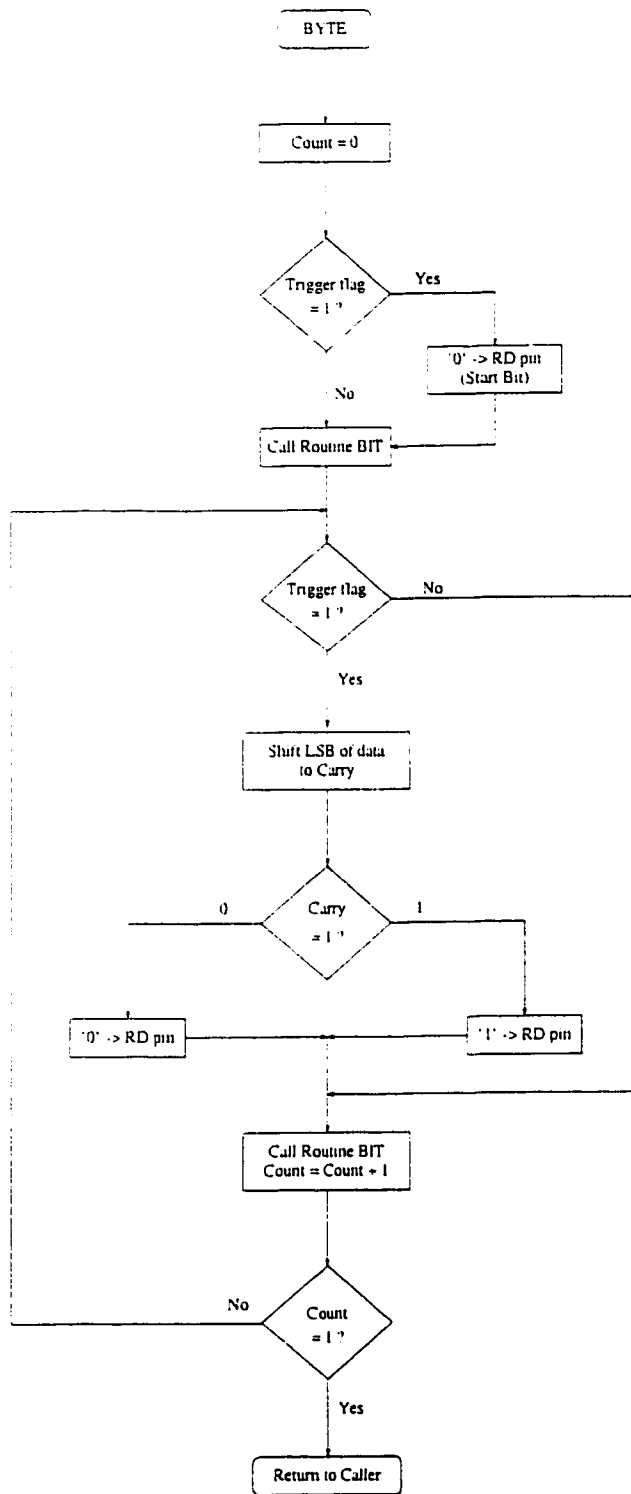 BYTE
Count = 0
Trigger flag
= 1 ?
Yes
'0' -> RD pin
(Start Bit)
No
Call Routine BIT
Trigger flag
= 1 ?
No
Yes
Shift LSB of data
to Carry
0
Carry
= 1 ?
1
'0' -> RD pin
'1' -> RD pin
Call Routine BIT
Count = Count + 1
No
Count
= 1 ?
Yes
Return to Caller